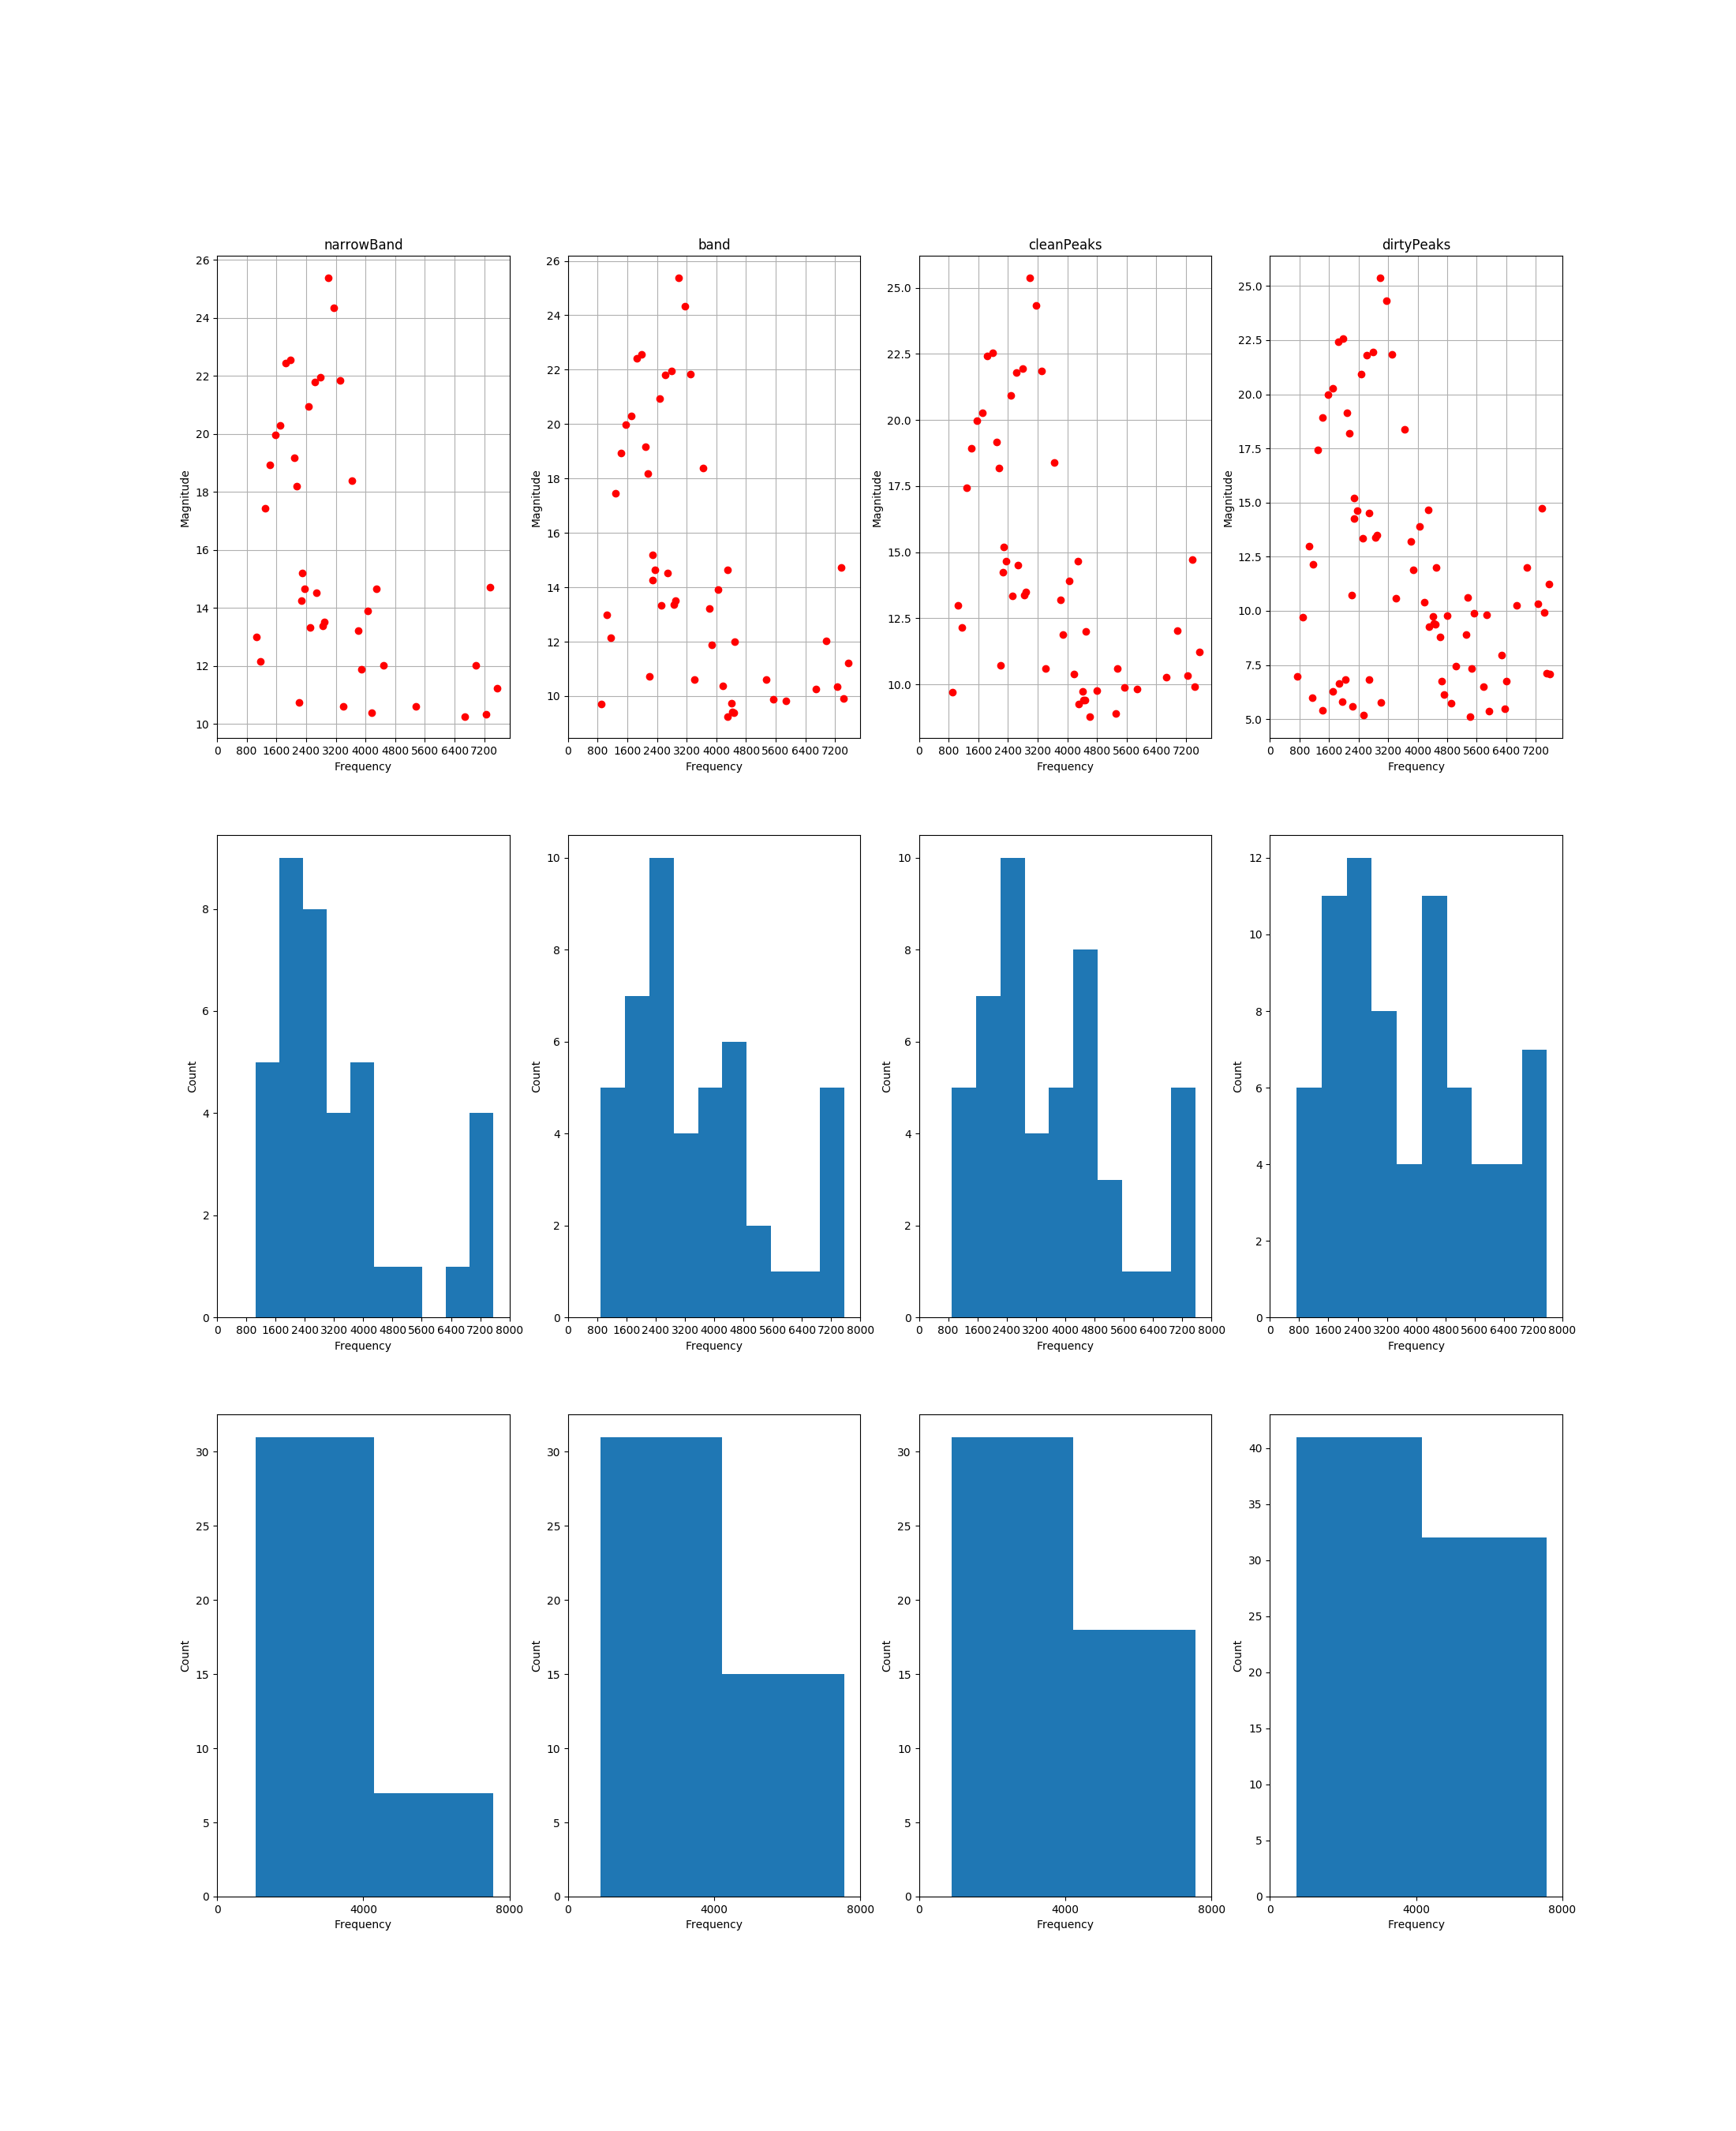 narrowBand band cleanPeaks dirtyPeaks
26 26 25.0 25.0
24 24 22.5 22.5
22 22 20.0 20.0
20 20 17.5 17.5
18 18 15.0 15.0
16 16 12.5 12.5
14 14 10.0 10.0
12 12 7.5
10 10 5.0
Magnitude Magnitude Magnitude Magnitude
0 800 1600 2400 3200 4000 4800 5600 6400 7200 0 800 1600 2400 3200 4000 4800 5600 6400 7200 0 800 1600 2400 3200 4000 4800 5600 6400 7200 0 800 1600 2400 3200 4000 4800 5600 6400 7200
Frequency Frequency Frequency Frequency
8 10 10 12
6 8 8 10
4 6 6 8
2 4 4 6
0 2 2 4
0 0 2
0
Count Count Count Count
0 800 1600 2400 3200 4000 4800 5600 6400 7200 8000 0 800 1600 2400 3200 4000 4800 5600 6400 7200 8000 0 800 1600 2400 3200 4000 4800 5600 6400 7200 8000 0 800 1600 2400 3200 4000 4800 5600 6400 7200 8000
Frequency Frequency Frequency Frequency
30 30 30 40
25 25 25 35
20 20 20 30
15 15 15 25
10 10 10 20
5 5 5 15
0 0 0 10
5
0
Count Count Count Count
0 4000 8000 0 4000 8000 0 4000 8000 0 4000 8000
Frequency Frequency Frequency Frequency